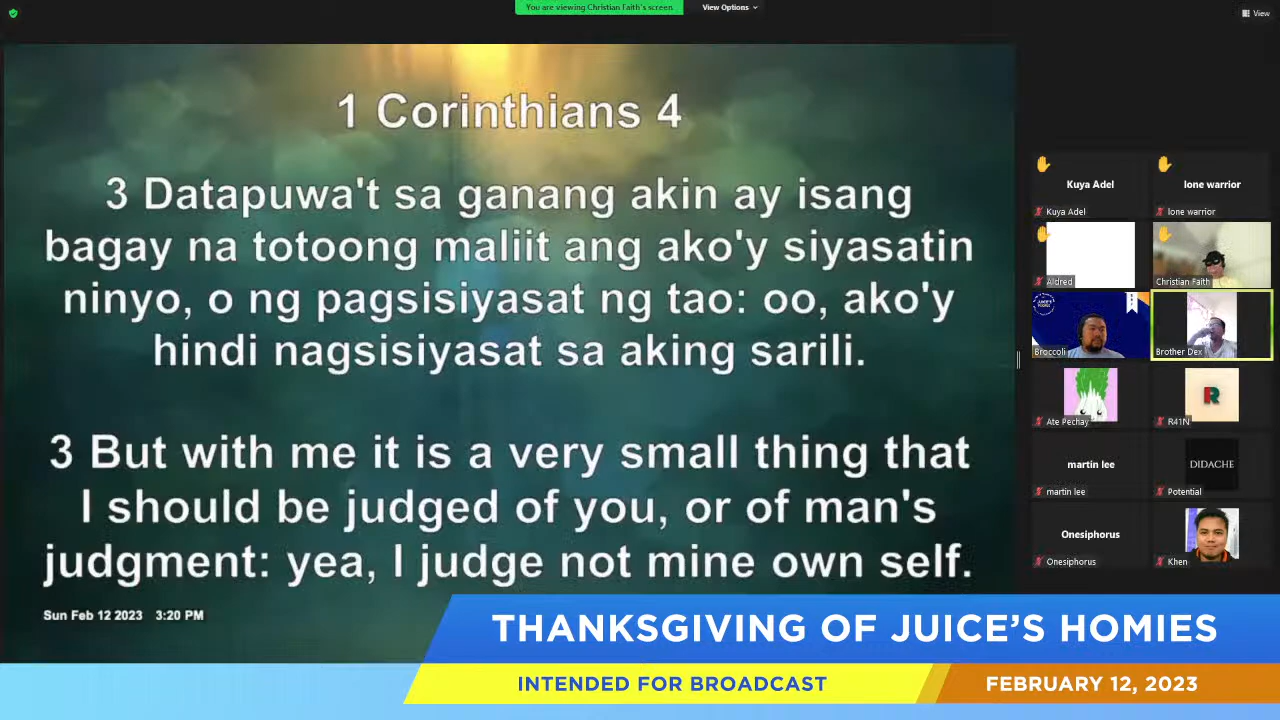 You are viewing Christian Faith's screen
View Options
View
1 Corinthians 4
3 Datapuwa't sa ganang akin ay isang
bagay na totoong maliit ang ako'y siyasatin
ninyo, o ng pagsisiyasat ng tao: oo, ako'y
hindi nagsisiyasat sa aking sarili.
3 But with me it is a very small thing that
I should be judged of you, or of man's
judgment: yea, I judge not mine own self.
Sun Feb 12 2023 3:20 PM
Kuya Adel
Kuya Adel
lone warrior
lone warrior
Aldred
Christian Faith
Broccoli
Brother Dex
Ate Pechay
R
R41N
martin lee
martin lee
DIDACHE
Potential
Onesiphorus
Onesiphorus
Khen
THANKSGIVING OF JUICE'S HOMIES
INTENDED FOR BROADCAST
FEBRUARY 12, 2023